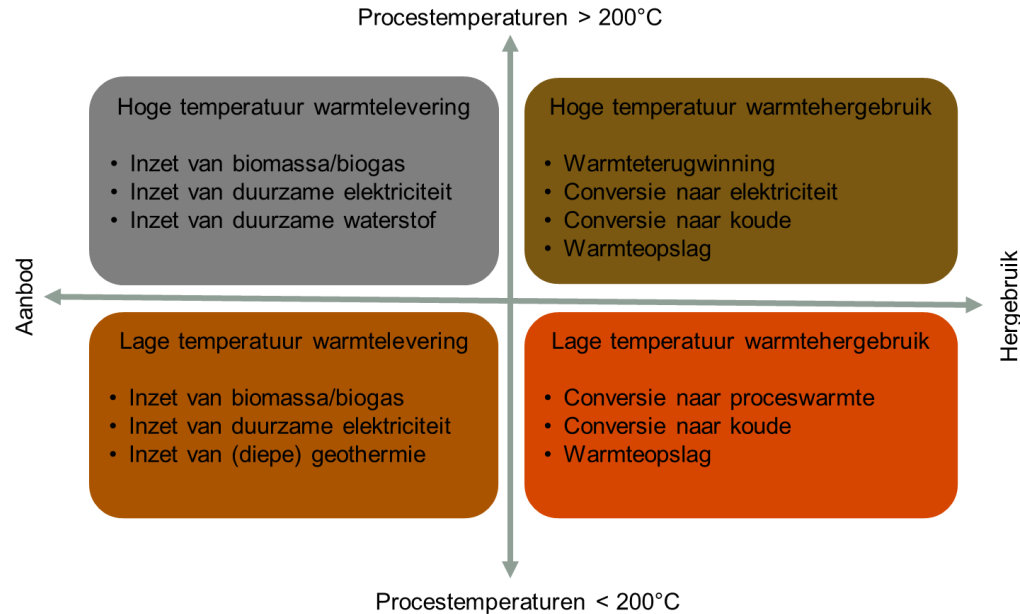 Procestemperaturen > 200°C
Hoge temperatuur warmtelevering
• Inzet van biomassa/biogas
• Inzet van duurzame elektriciteit
• Inzet van duurzame waterstof
Hoge temperatuur warmtehergebruik
• Warmteterugwinning
• Conversie naar elektriciteit
• Conversie naar koude
• Warmteopslag
Aanbod
Hergebruik
Lage temperatuur warmtelevering
• Inzet van biomassa/biogas
• Inzet van duurzame elektriciteit
• Inzet van (diepe) geothermie
Lage temperatuur warmtehergebruik
• Conversie naar proceswarmte
• Conversie naar koude
• Warmteopslag
Procestemperaturen < 200°C